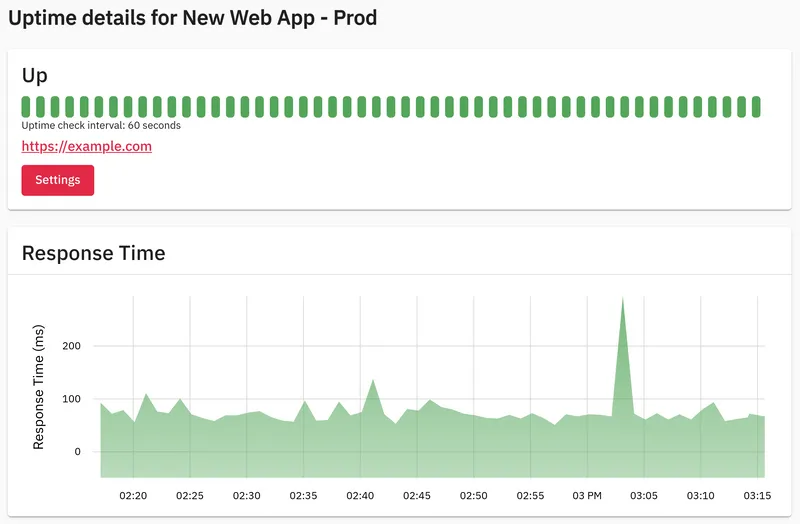 Uptime details for New Web App - Prod
Up
Uptime check interval: 60 seconds
https://example.com
Settings
Response Time
Response Time (ms)
200
100
0
02:20 02:25 02:30 02:35 02:40 02:45 02:50 02:55 03 PM 03:05 03:10 03:15